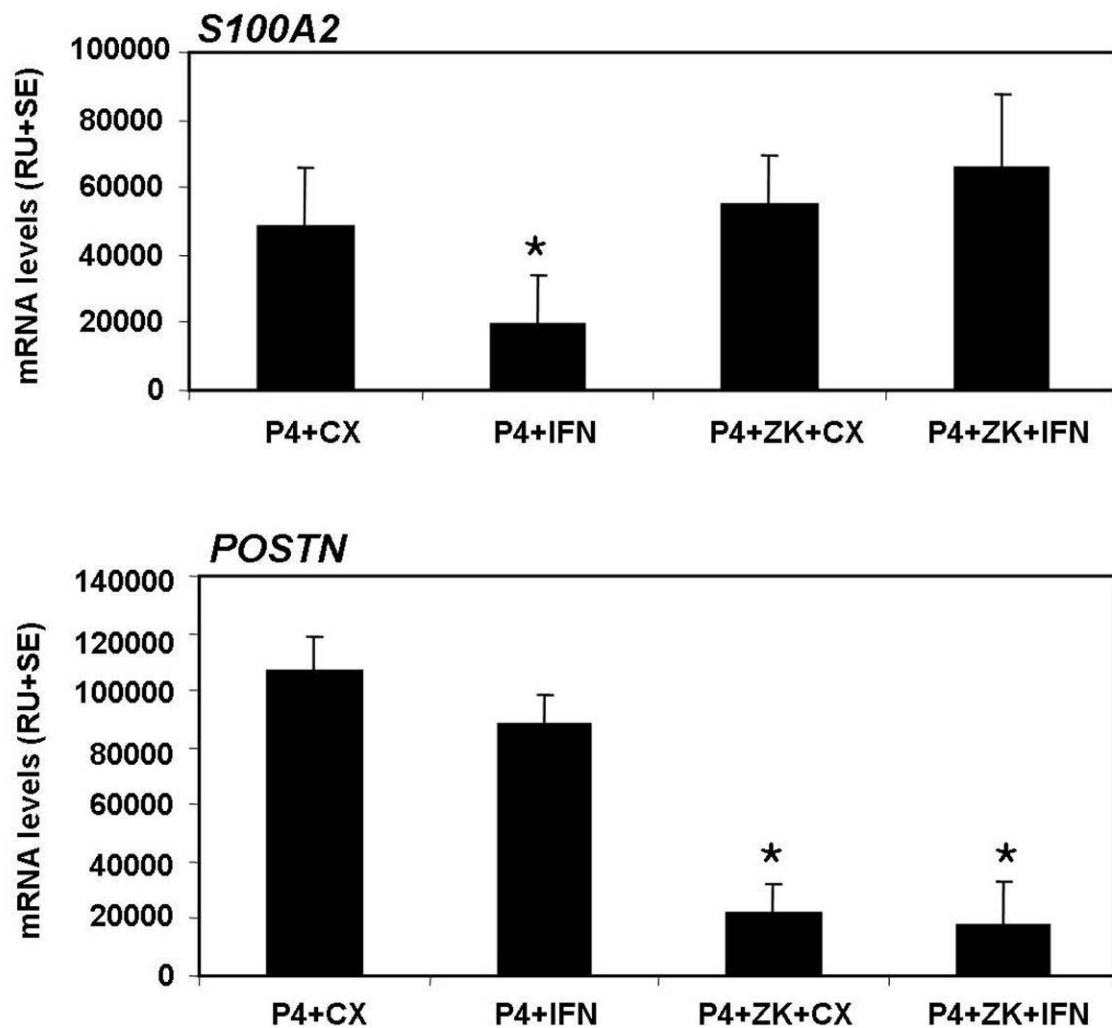 S100A2
mRNA levels (RU+SE)
100000
80000
60000
40000
20000
0
*
P4+CX P4+IFN P4+ZK+CX P4+ZK+IFN
POSTN
mRNA levels (RU+SE)
140000
120000
100000
80000
60000
40000
20000
0
* *
P4+CX P4+IFN P4+ZK+CX P4+ZK+IFN